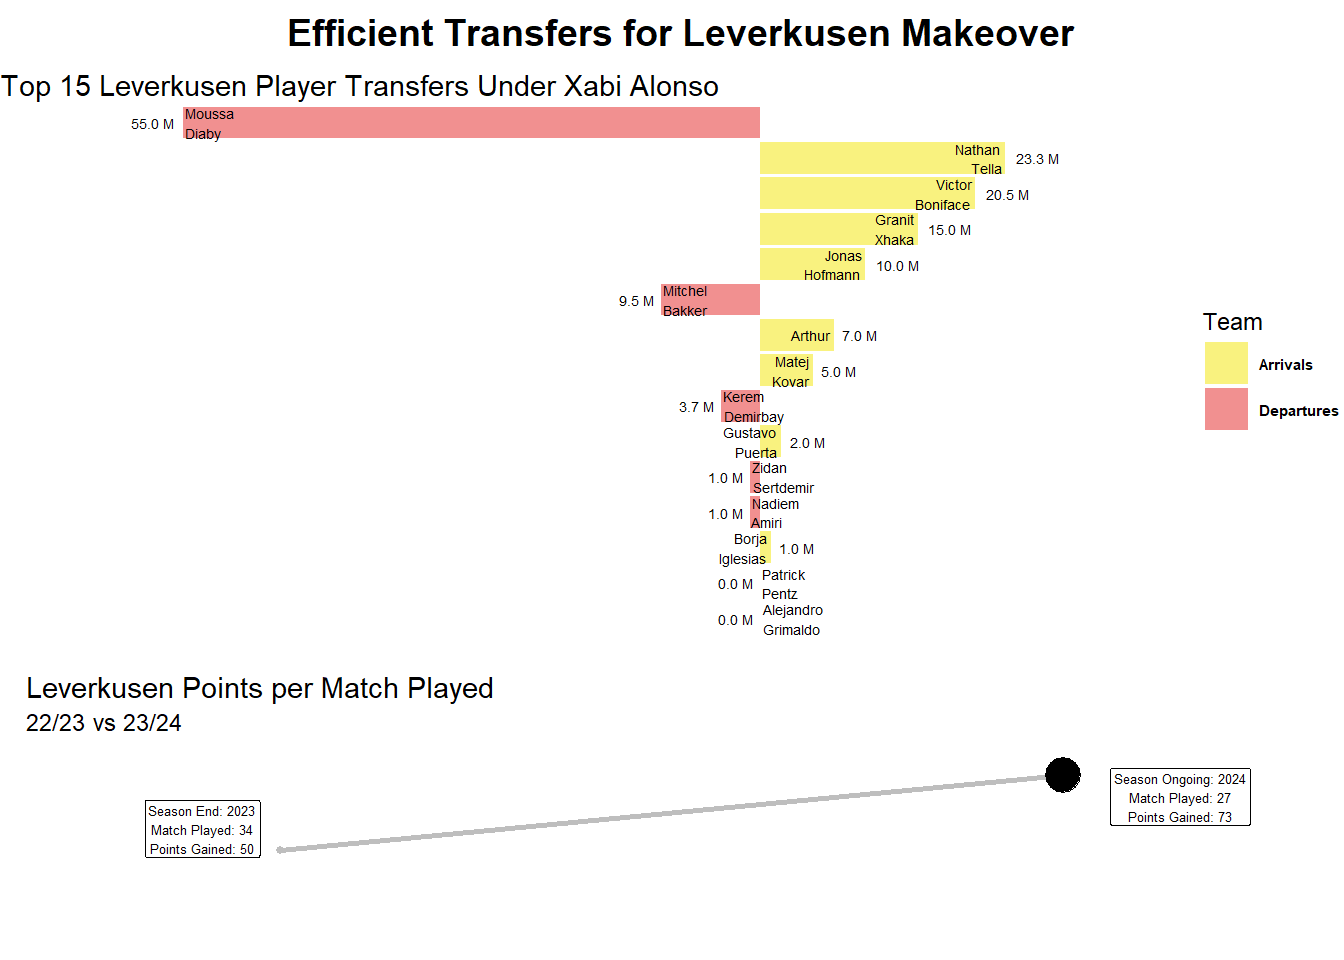 Efficient Transfers for Leverkusen Makeover
Top 15 Leverkusen Player Transfers Under Xabi Alonso
55.0 M
Moussa
Diaby
Nathan
Tella
23.3 M
Victor
Boniface
20.5 M
Granit
Xhaka
15.0 M
Jonas
Hofmann
10.0 M
9.5 M
Mitchel
Bakker
Arthur
7.0 M
Matej
Kovar
5.0 M
3.7 M
Kerem
Demirbay
Gustavo
Puerta
2.0 M
1.0 M
Zidan
Sertdemir
1.0 M
Nadiem
Amiri
Borja
Iglesias
1.0 M
0.0 M
Patrick
Pentz
0.0 M
Alejandro
Grimaldo
Team
Arrivals
Departures
Leverkusen Points per Match Played
22/23 vs 23/24
Season End: 2023
Match Played: 34
Points Gained: 50
Season Ongoing: 2024
Match Played: 27
Points Gained: 73